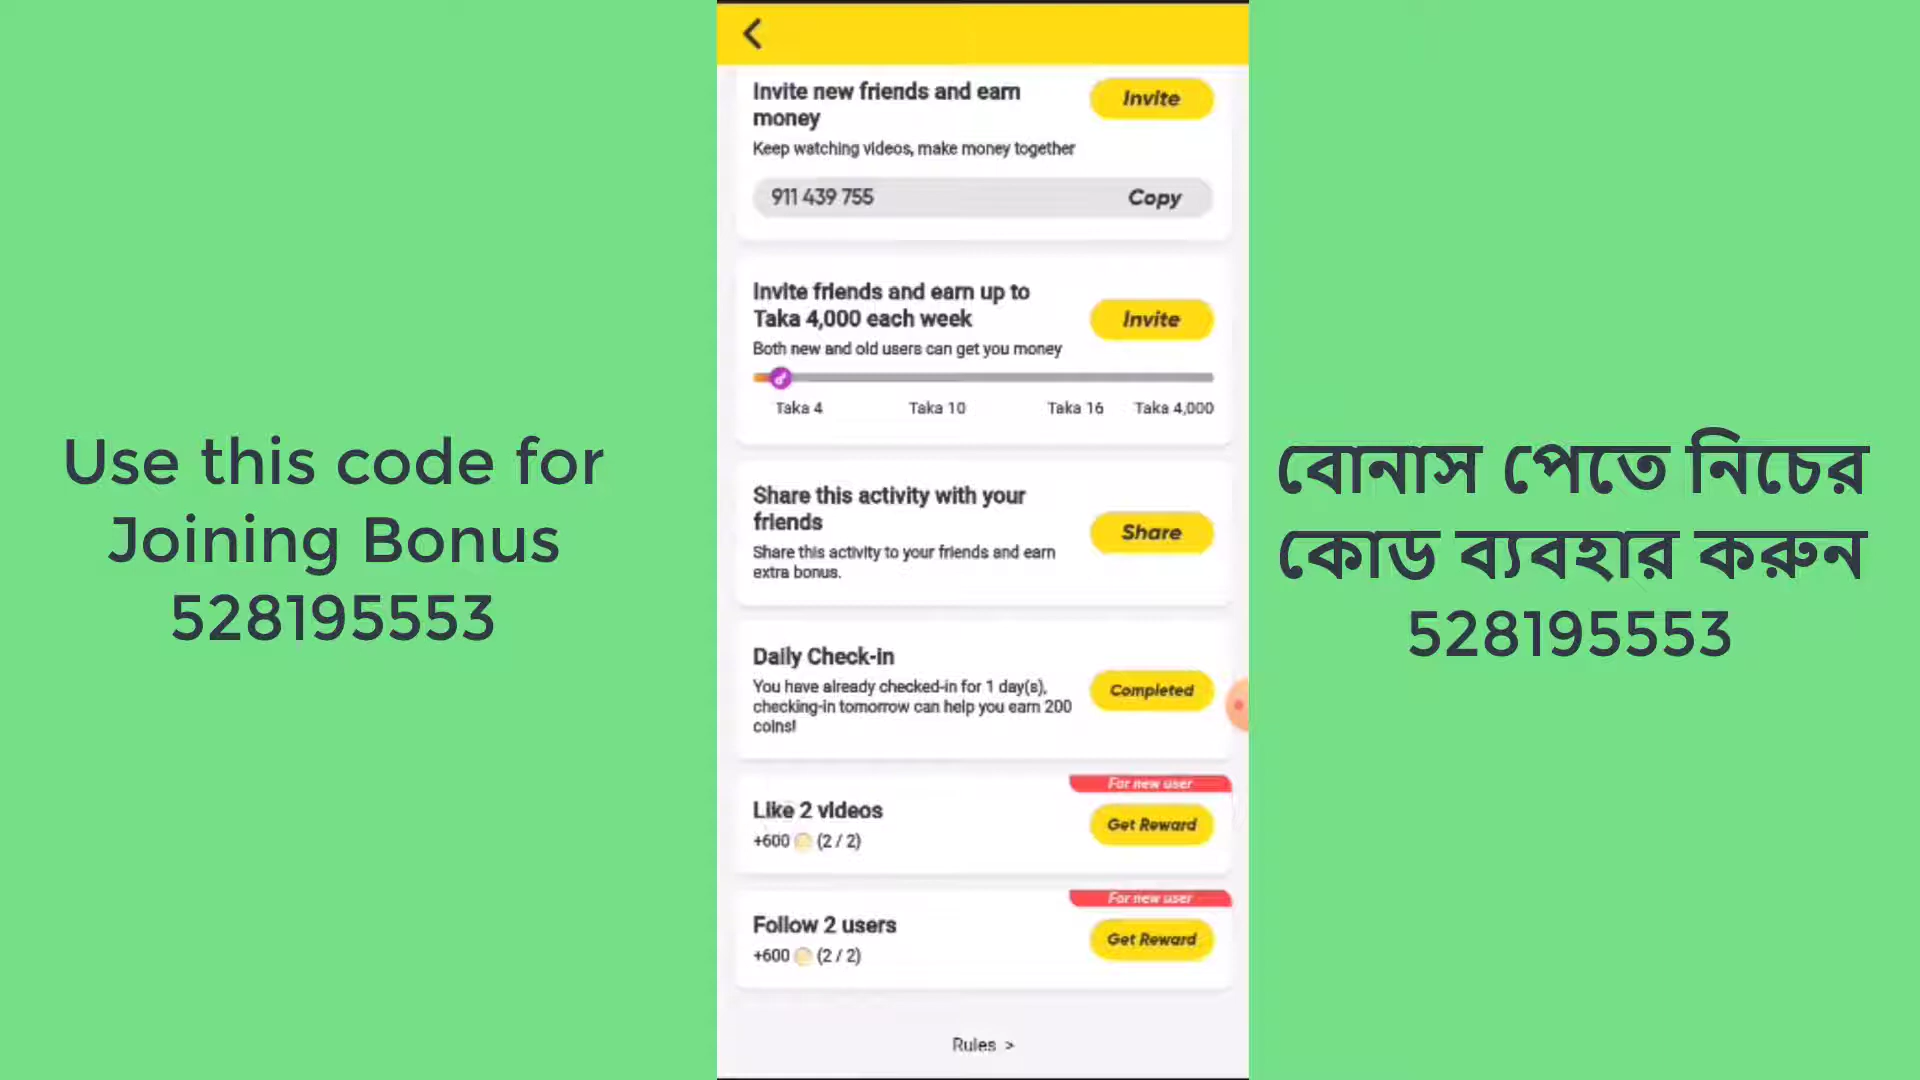 Use this code for
Joining Bonus
528195553
Invite new friends and earn
money
Invite
Keep watching videos, make money together
911 439 755
Copy
Invite friends and earn up to
Taka 4,000 each week
Invite
Both new and old users can get you money
Taka 4
Taka 10
Taka 16
Taka 4,000
Share this activity with your
friends
Share
Share this activity to your friends and earn
extra bonus.
Daily Check-in
You have already checked-in for 1 day(s),
checking-in tomorrow can help you earn 200
coins!
Completed
For new user
Like 2 videos
+600 (2 / 2)
Get Reward
For new user
Follow 2 users
+600 (2 / 2)
Get Reward
Rules >
বোনাস পেতে নিচের
কোড ব্যবহার করুন
528195553